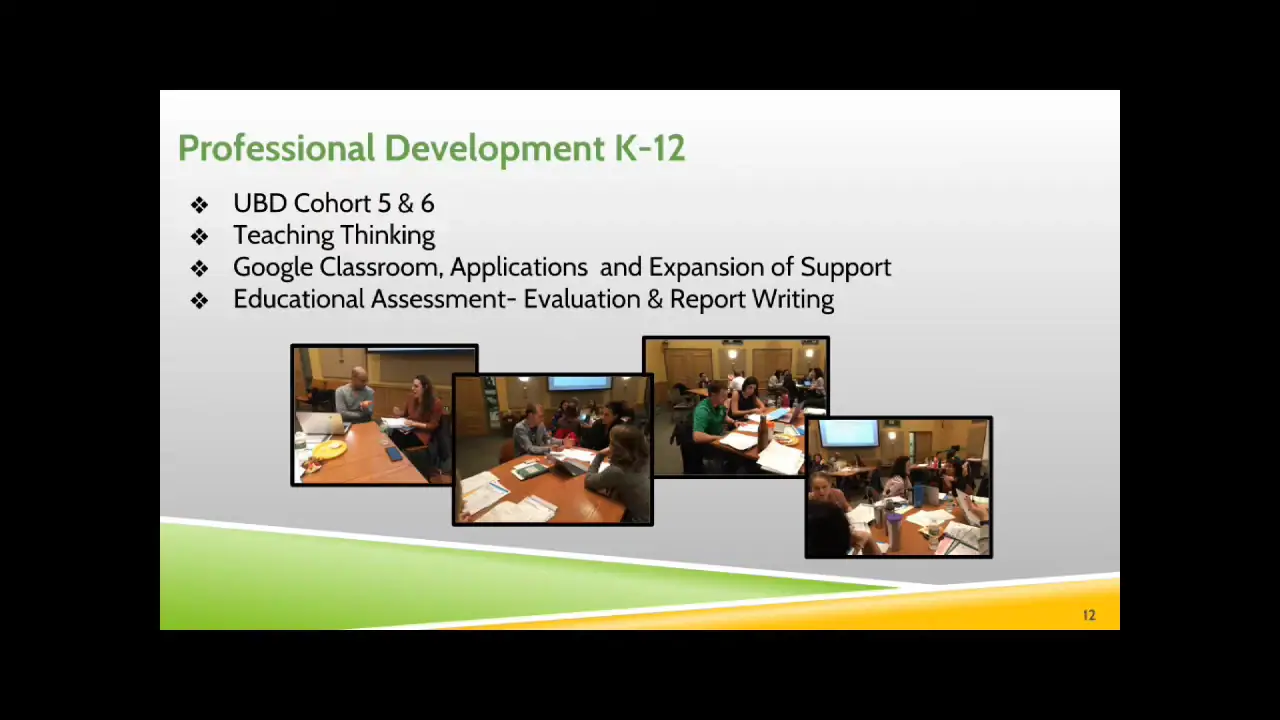 Professional Development K-12
❖ UBD Cohort 5 & 6
❖ Teaching Thinking
❖ Google Classroom, Applications  and Expansion of Support
❖ Educational Assessment- Evaluation & Report Writing
12